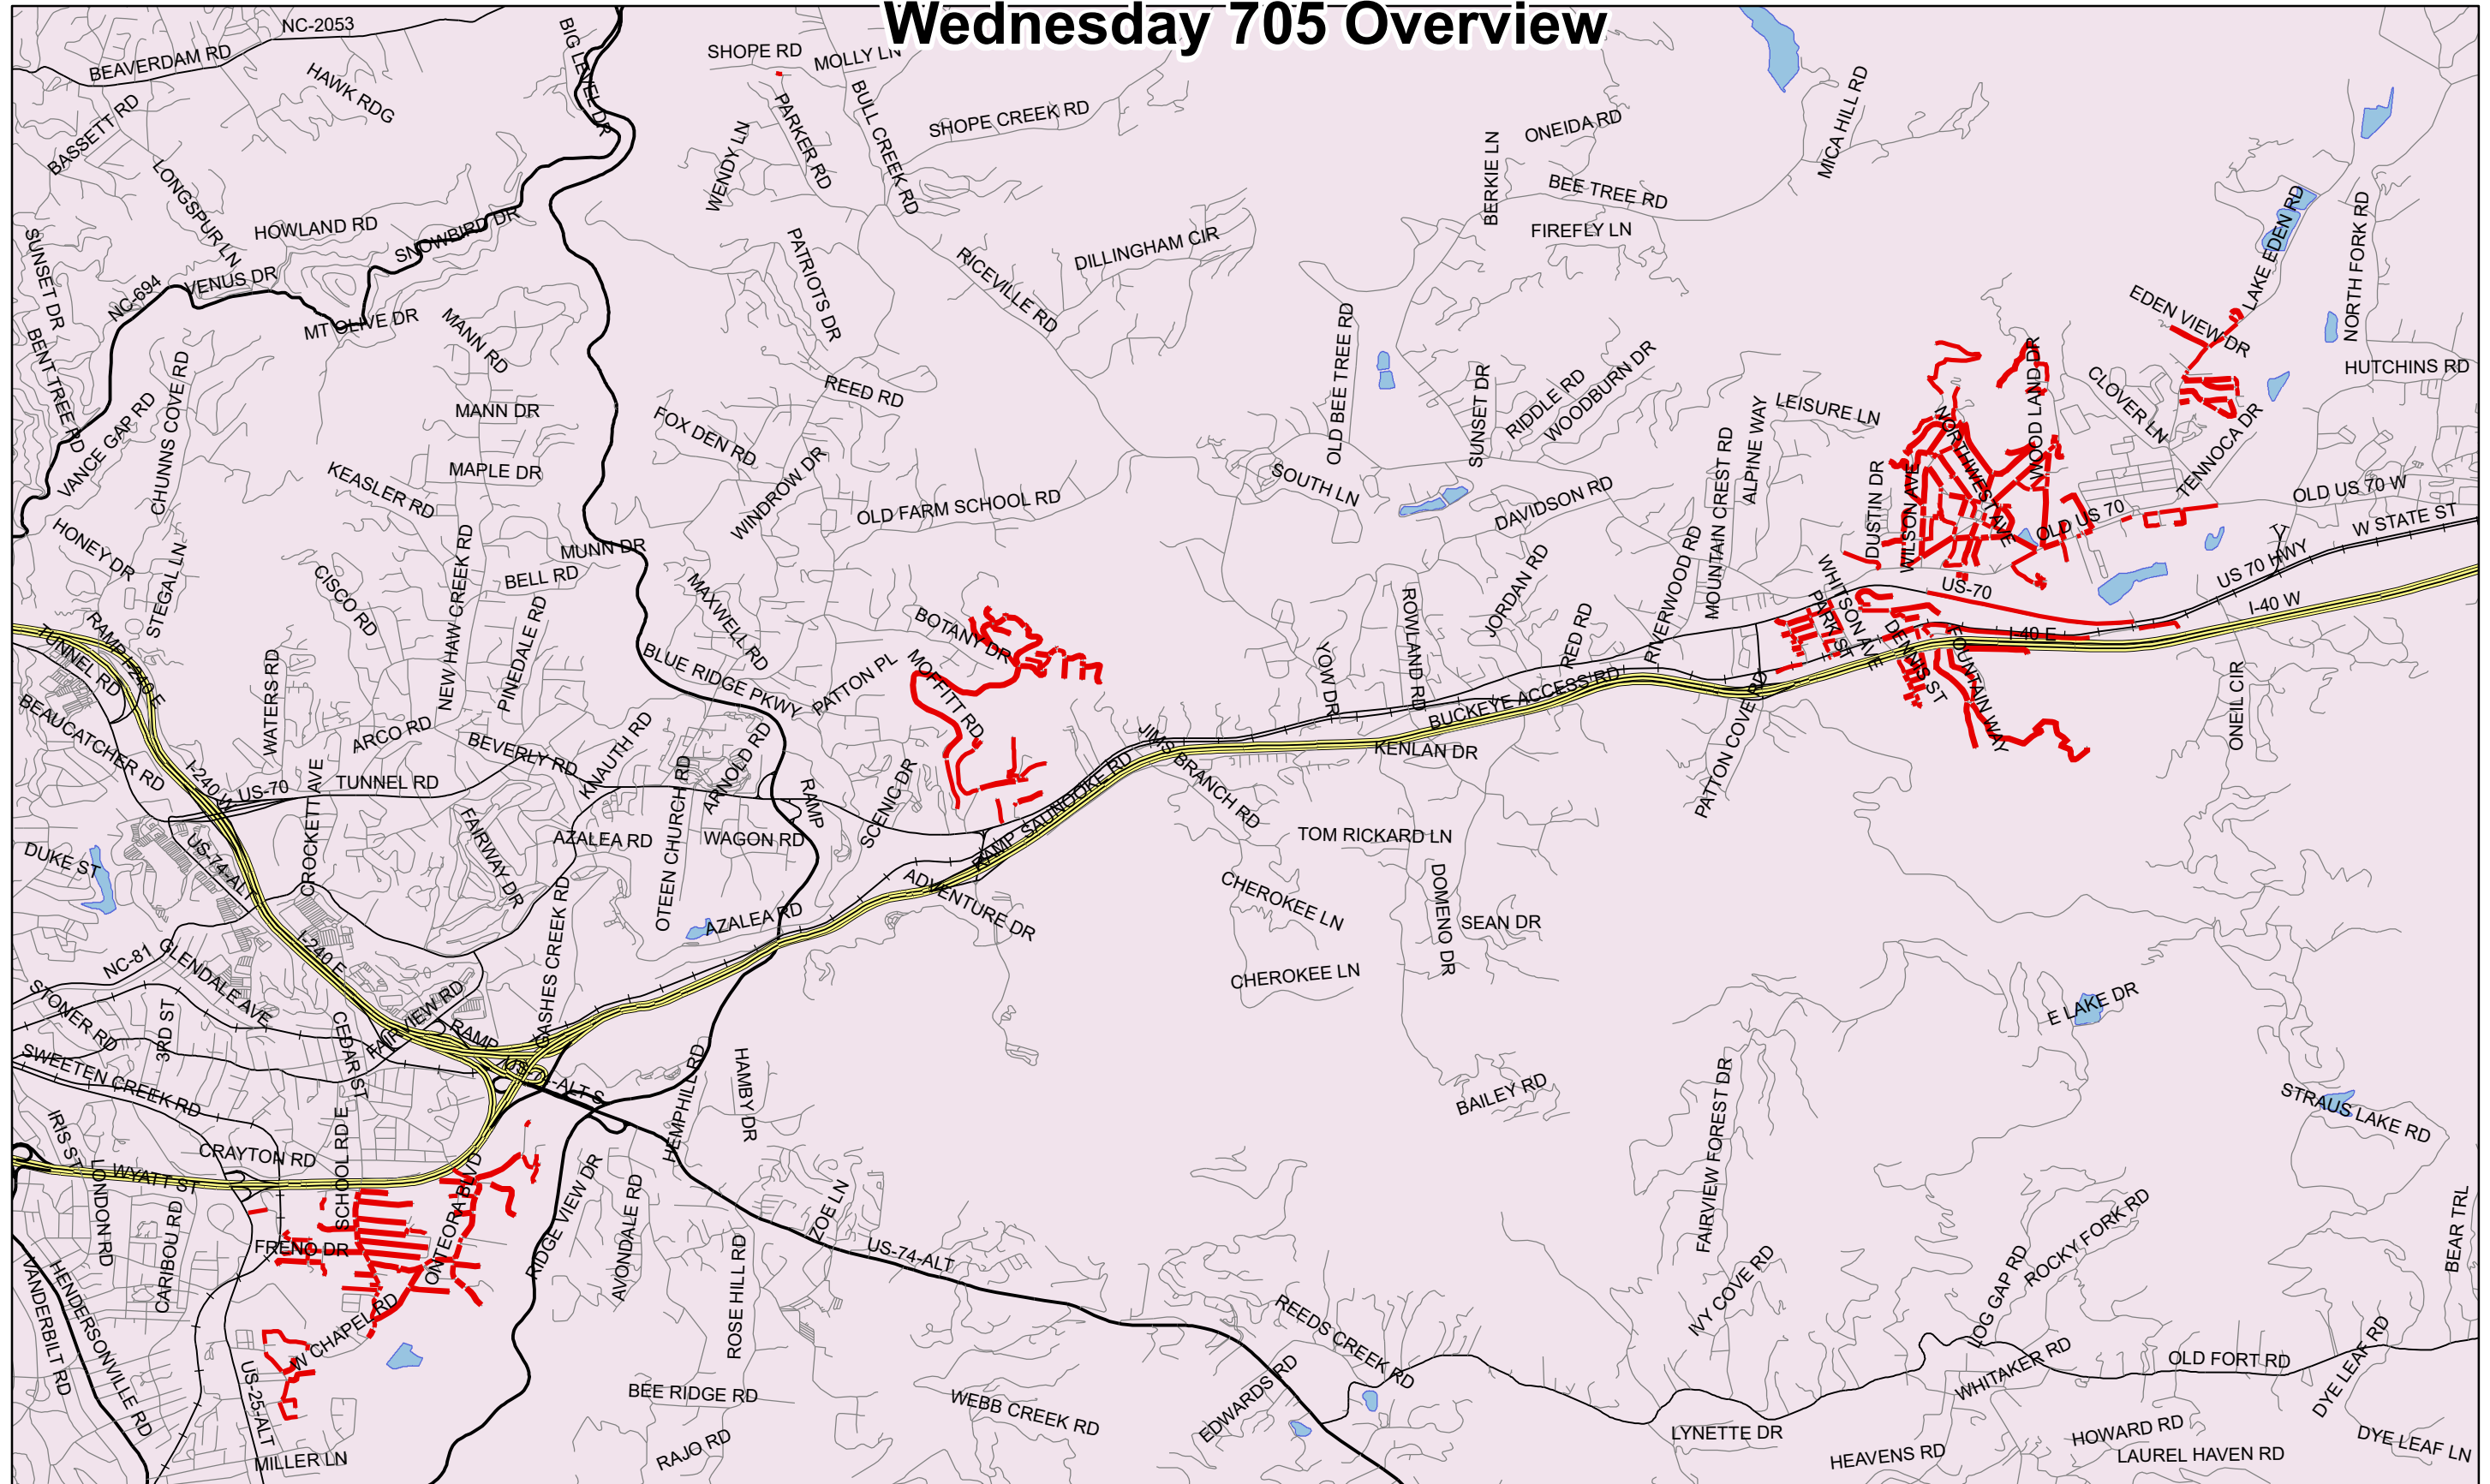 Wednesday 705 Overview
NC-2053
BEAVERDAM RD
HAWK RDG
BIG LEVEL DR
SHOPE RD
MOLLY LN
BASSETT RD
PARKER RD
BULL CREEK RD
SHOPE CREEK RD
ONEIDA RD
MICA HILL RD
WENDY LN
BERKIE LN
LONGSPUR LN
BEE TREE RD
HOWLAND RD
SNOWBIRD DR
FIREFLY LN
DILLINGHAM CIR
LAKE EDEN RD
NORTH FORK RD
SUNSET DR
PATRIOTS DR
RICEVILLE RD
NC-694
VENUS DR
EDEN VIEW DR
MT OLIVE DR
MANN RD
BENT TREE RD
OLD BEE TREE RD
HUTCHINS RD
CHUNNS COVE RD
REED RD
SUNSET DR
RIDDLE RD
WOODBURN DR
WOOD LAND DR
CLOVER LN
VANCE GAP RD
MANN DR
FOX DEN RD
LEISURE LN
NORTHWEST AVE
TENNOCA DR
ALPINE WAY
KEASLER RD
MAPLE DR
WINDROW DR
SOUTH LN
MOUNTAIN CREST RD
DUSTIN DR
WILSON AVE
OLD US 70 W
OLD FARM SCHOOL RD
DAVIDSON RD
OLD US 70
W STATE ST
HONEY DR
STEGAL LN
NEW HAW CREEK RD
MUNN DR
BELL RD
CISCO RD
MAXWELL RD
JORDAN RD
RIVERWOOD RD
US 70 HWY
US-70
I-40 W
I-40 E
WHITSON AVE
PARK ST
DENNIS ST
FOUNTAIN WAY
TUNNEL RD
RAMP I-240 E
PINEDALE RD
BOTANY DR
ROWLAND RD
RED RD
WATERS RD
BLUE RIDGE PKWY
PATTON PL
MOFFITT RD
YOW DR
BUCKEYE ACCESS RD
PATTON COVE RD
ONEIL CIR
BEAUCATCHER RD
ARCO RD
BEVERLY RD
KNAUTH RD
ARNOLD RD
JIMS BRANCH RD
KENLAN DR
I-240 W
US-70
TUNNEL RD
CROCKETT AVE
OTEEN CHURCH RD
RAMP
SCENIC DR
RAMP
SAUNOOKE RD
DUKE ST
US-74-ALT
FAIRWAY DR
AZALEA RD
WAGON RD
TOM RICKARD LN
CHEROKEE LN
DOMENO DR
SEAN DR
ADVENTURE DR
AZALEA RD
GASHES CREEK RD
NC-81
GLENDALE AVE
I-240 E
CHEROKEE LN
STONER RD
3RD ST
CEDAR ST
FAIRVIEW RD
RAMP
E LAKE DR
SWEETEN CREEK RD
US-74-ALT S
HEMPHILL RD
HAMBY DR
BAILEY RD
FAIRVIEW FOREST DR
STRAUS LAKE RD
IRIS ST
CRAYTON RD
SCHOOL RD E
LONDON RD
WYATT ST
CARIBOU RD
FRENO DR
ONTEORA BLVD
RIDGE VIEW DR
AVONDALE RD
ROSE HILL RD
ZOE LN
US-74-ALT
IVY COVE RD
LOG GAP RD
ROCKY FORK RD
BEAR TRL
VANDERBILT RD
HENDERSONVILLE RD
W CHAPEL RD
US-25-ALT
REEDS CREEK RD
EDWARDS RD
WHITAKER RD
OLD FORT RD
DYE LEAF RD
BEE RIDGE RD
WEBB CREEK RD
RAJO RD
LYNETTE DR
HEAVENS RD
HOWARD RD
LAUREL HAVEN RD
DYE LEAF LN
MILLER LN